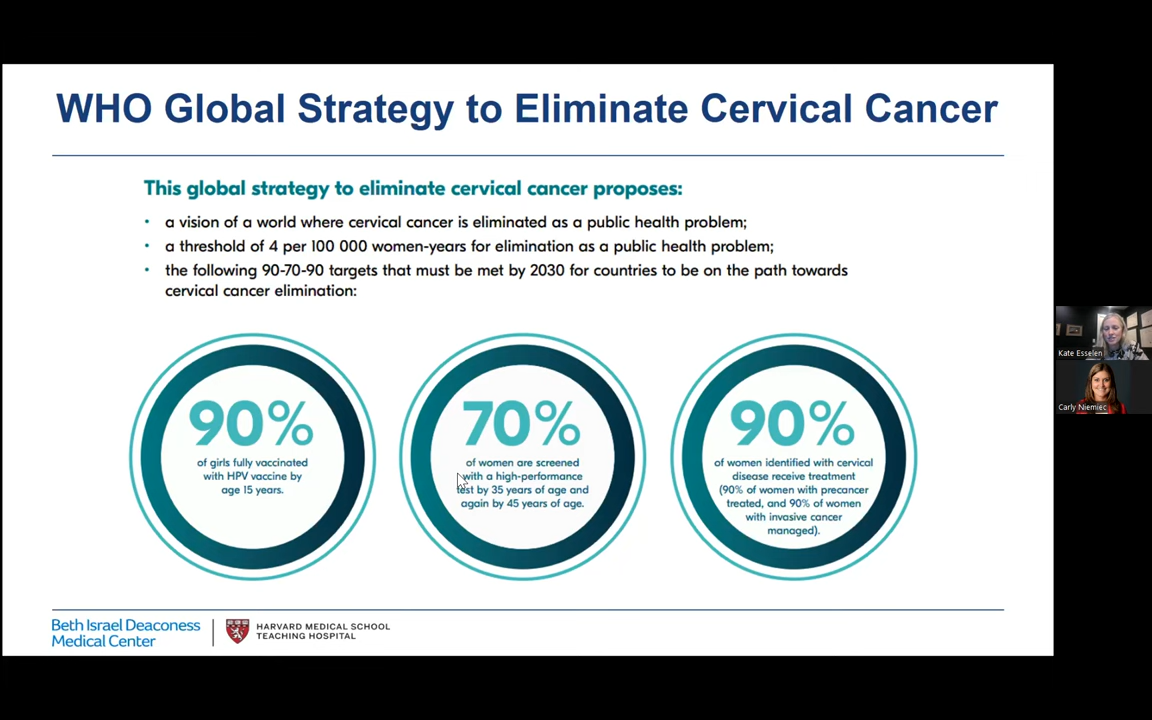 WHO Global Strategy to Eliminate Cervical Cancer
This global strategy to eliminate cervical cancer proposes:
• a vision of a world where cervical cancer is eliminated as a public health problem;
• a threshold of 4 per 100 000 women-years for elimination as a public health problem;
• the following 90-70-90 targets that must be met by 2030 for countries to be on the path towards
cervical cancer elimination:
90%
of girls fully vaccinated
with HPV vaccine by
age 15 years.
70%
of women are screened
with a high-performance
test by 35 years of age and
again by 45 years of age.
90%
of women identified with cervical
disease receive treatment
(90% of women with precancer
treated, and 90% of women
with invasive cancer
managed).
Kate Esselen
Carly Niemiec
Beth Israel Deaconess
Medical Center
HARVARD MEDICAL SCHOOL
TEACHING HOSPITAL